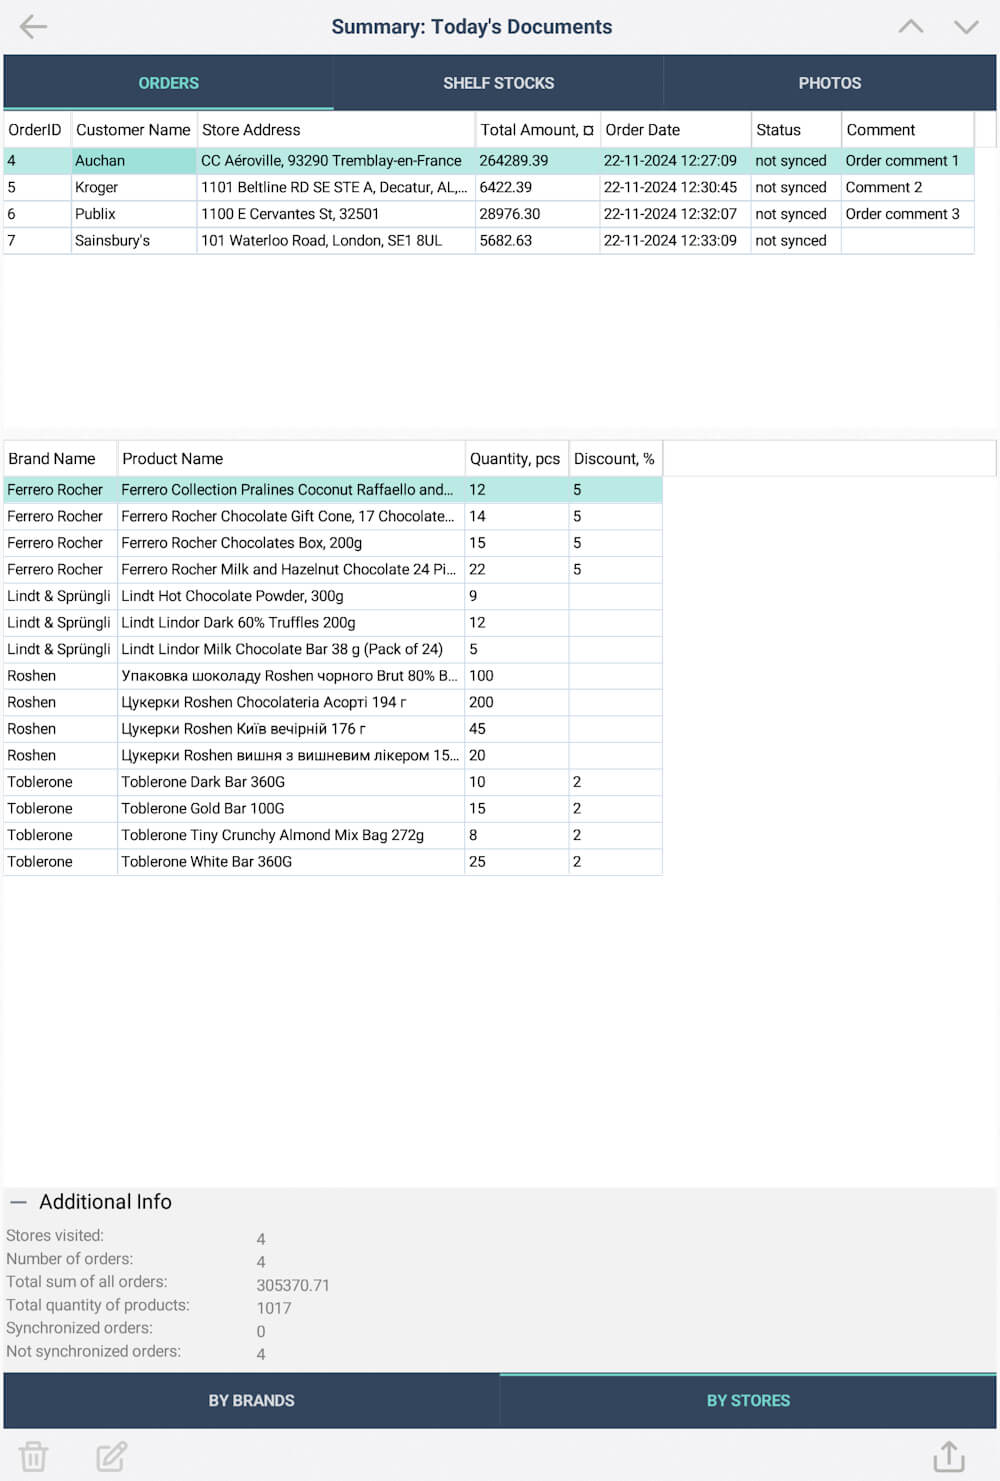 Summary: Today's Documents
ORDERS SHELF STOCKS PHOTOS
OrderID Customer Name Store Address Total Amount, ¤ Order Date Status Comment
4 Auchan CC Aéroville, 93290 Tremblay-en-France 264289.39 22-11-2024 12:27:09 not synced Order comment 1
5 Kroger 1101 Beltline RD SE STE A, Decatur, AL,... 6422.39 22-11-2024 12:30:45 not synced Comment 2
6 Publix 1100 E Cervantes St, 32501 28976.30 22-11-2024 12:32:07 not synced Order comment 3
7 Sainsbury's 101 Waterloo Road, London, SE1 8UL 5682.63 22-11-2024 12:33:09 not synced
Brand Name Product Name Quantity, pcs Discount, %
Ferrero Rocher Ferrero Collection Pralines Coconut Raffaello and... 12 5
Ferrero Rocher Ferrero Rocher Chocolate Gift Cone, 17 Chocolate... 14 5
Ferrero Rocher Ferrero Rocher Chocolates Box, 200g 15 5
Ferrero Rocher Ferrero Rocher Milk and Hazelnut Chocolate 24 Pi... 22 5
Lindt & Sprüngli Lindt Hot Chocolate Powder, 300g 9
Lindt & Sprüngli Lindt Lindor Dark 60% Truffles 200g 12
Lindt & Sprüngli Lindt Lindor Milk Chocolate Bar 38 g (Pack of 24) 5
Roshen Упаковка шоколаду Roshen чорного Brut 80% В... 100
Roshen Цукерки Roshen Chocolateria Асорті 194 г 200
Roshen Цукерки Roshen Київ вечірній 176 г 45
Roshen Цукерки Roshen вишня з вишневим лікером 15... 20
Toblerone Toblerone Dark Bar 360G 10 2
Toblerone Toblerone Gold Bar 100G 15 2
Toblerone Toblerone Tiny Crunchy Almond Mix Bag 272g 8 2
Toblerone Toblerone White Bar 360G 25 2
Additional Info
Stores visited: 4
Number of orders: 4
Total sum of all orders: 305370.71
Total quantity of products: 1017
Synchronized orders: 0
Not synchronized orders: 4
BY BRANDS BY STORES